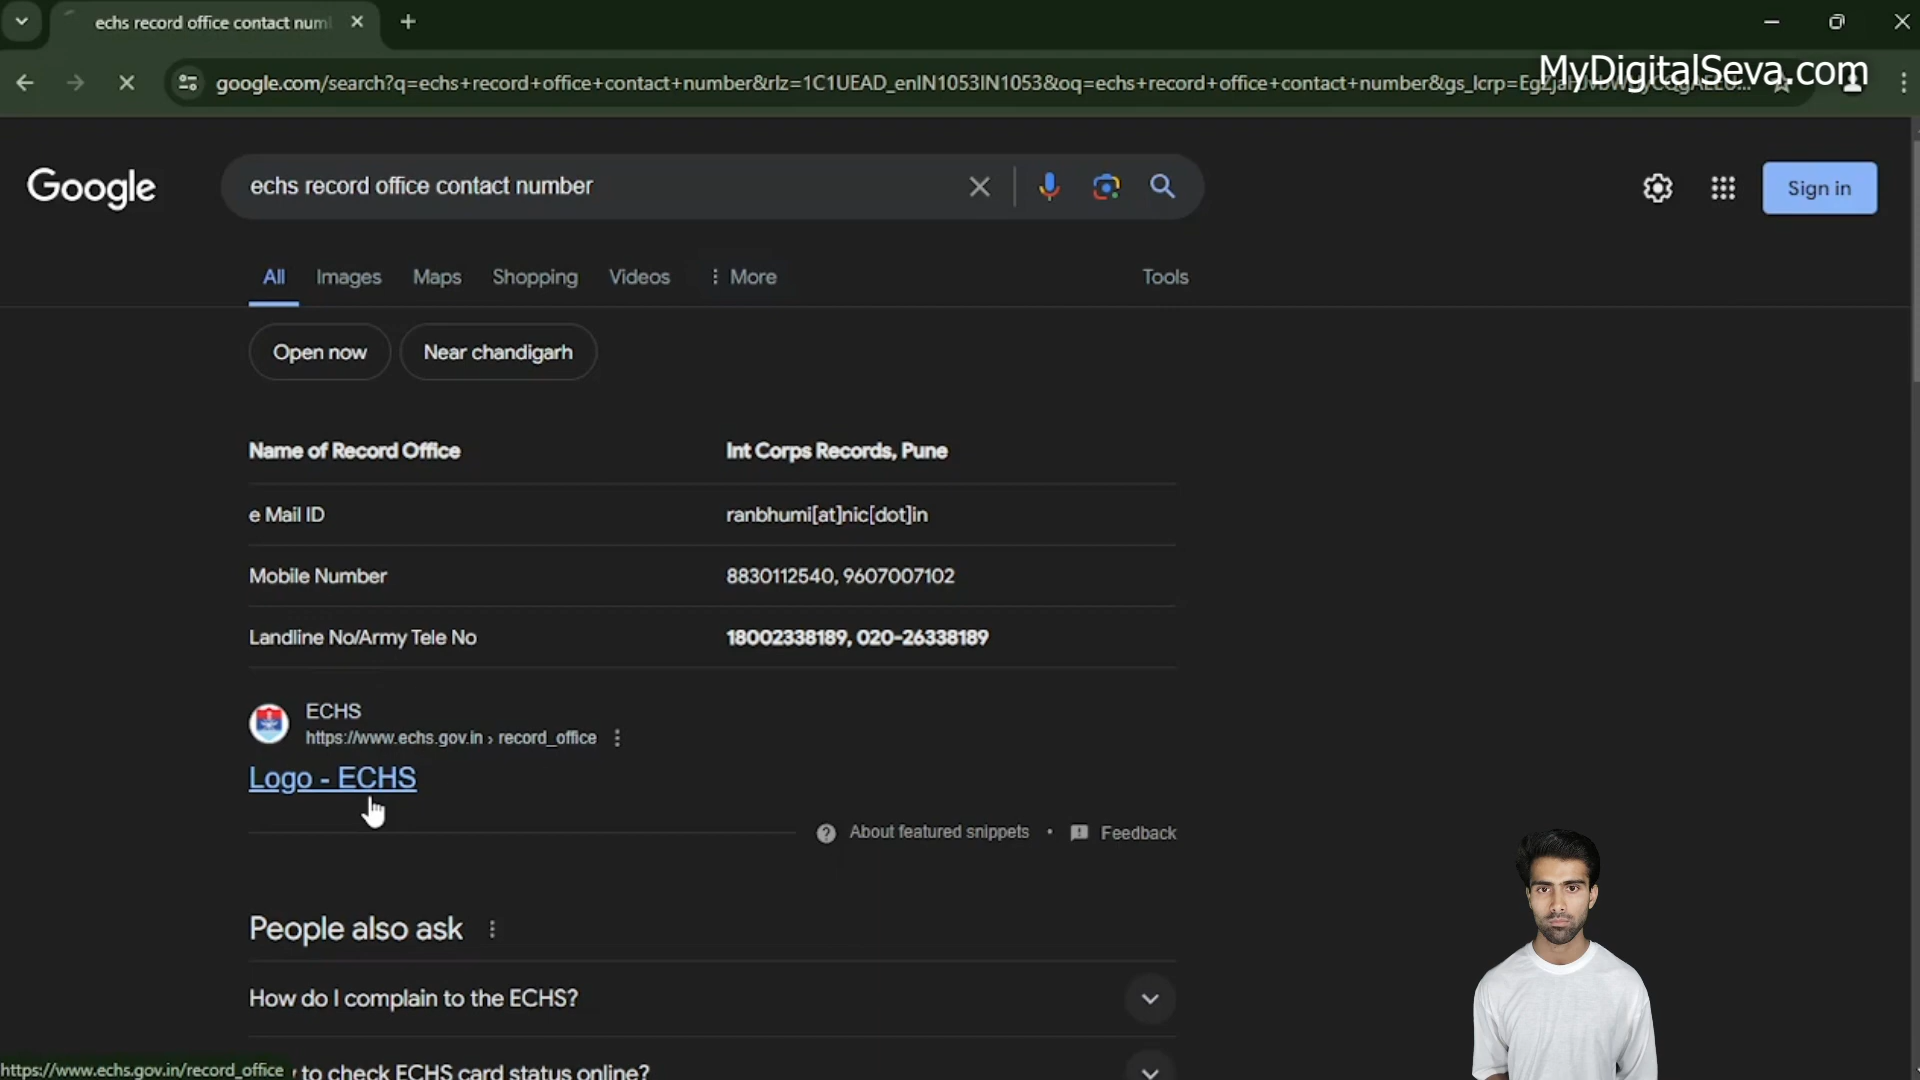 echs record office contact num
MyDigitalSeva.com
google.com/search?q=echs+record+office+contact+number&rlz=1C1UEAD_enIN1053IN1053&oq=echs+record+office+contact+number&gs_lcrp=
Google
echs record office contact number
Sign in
All Images Maps Shopping Videos More Tools
Open now Near chandigarh
Name of Record Office Int Corps Records, Pune
e Mail ID ranbhumi[at]nic[dot]in
Mobile Number 8830112540, 9607007102
Landline No/Army Tele No 18002338189, 020-26338189
ECHS
https://www.echs.gov.in › record_office
Logo - ECHS
About featured snippets • Feedback
People also ask
How do I complain to the ECHS?
https://www.echs.gov.in/record_office to check ECHS card status online?